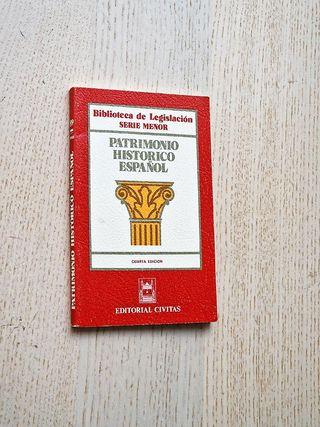 Biblioteca de Legislación
SERIE MENOR
PATRIMONIO
HISTORICO
ESPAÑOL
CUARTA EDICION
EDITORIAL CIVITAS
PATRIMONIO HISTORICO ESPAÑOL